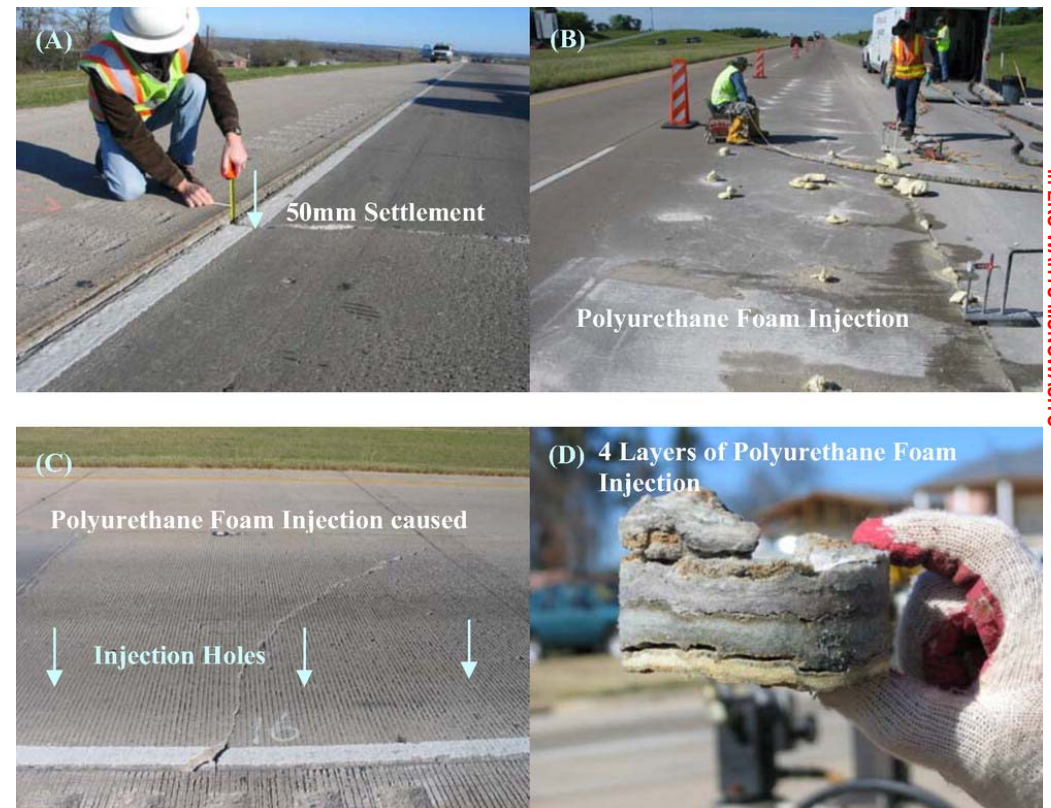 (A)
50mm Settlement
(B)
Polyurethane Foam Injection
(C)
Polyurethane Foam Injection caused
Injection Holes
16
(D) 4 Layers of Polyurethane Foam
Injection